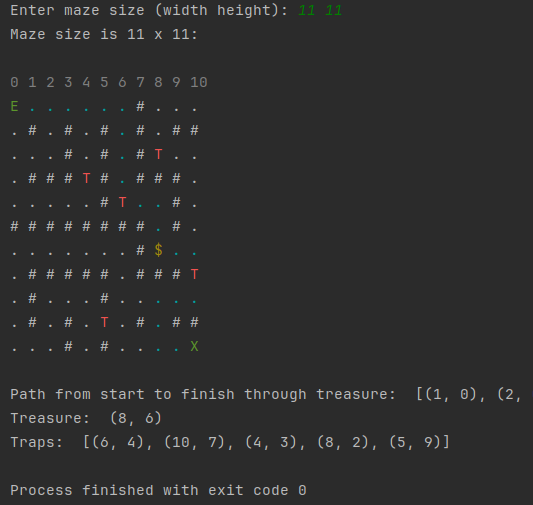 Enter maze size (width height): 11 11
Maze size is 11 x 11:
0 1 2 3 4 5 6 7 8 9 10
E . . . . . . # . . .
. # . # . # . # . # #
. . . # . # . # T . .
. # # # T # . # # # .
. . . . . # T . . # .
# # # # # # # # . # .
. . . . . . . # $ . .
. # # # # # . # # # T
. # . . . # . . . . .
. # . # . T . # . # #
. . . # . # . . . . X
Path from start to finish through treasure:  [(1, 0), (2,
Treasure:  (8, 6)
Traps:  [(6, 4), (10, 7), (4, 3), (8, 2), (5, 9)]
Process finished with exit code 0